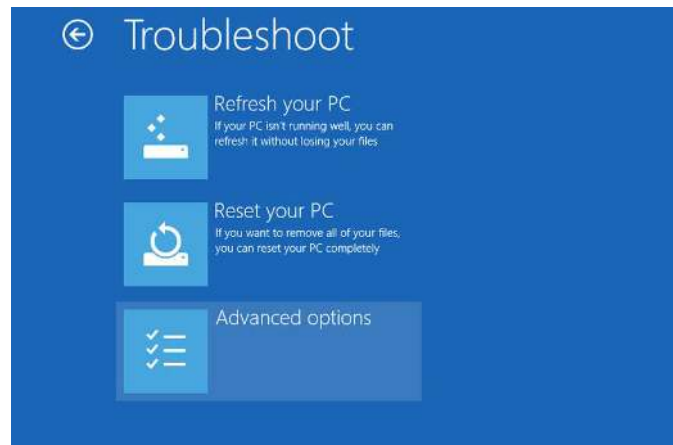 Troubleshoot
Refresh your PC
If your PC isn't running well, you can
refresh it without losing your files
Reset your PC
If you want to remove all of your files,
you can reset your PC completely
Advanced options